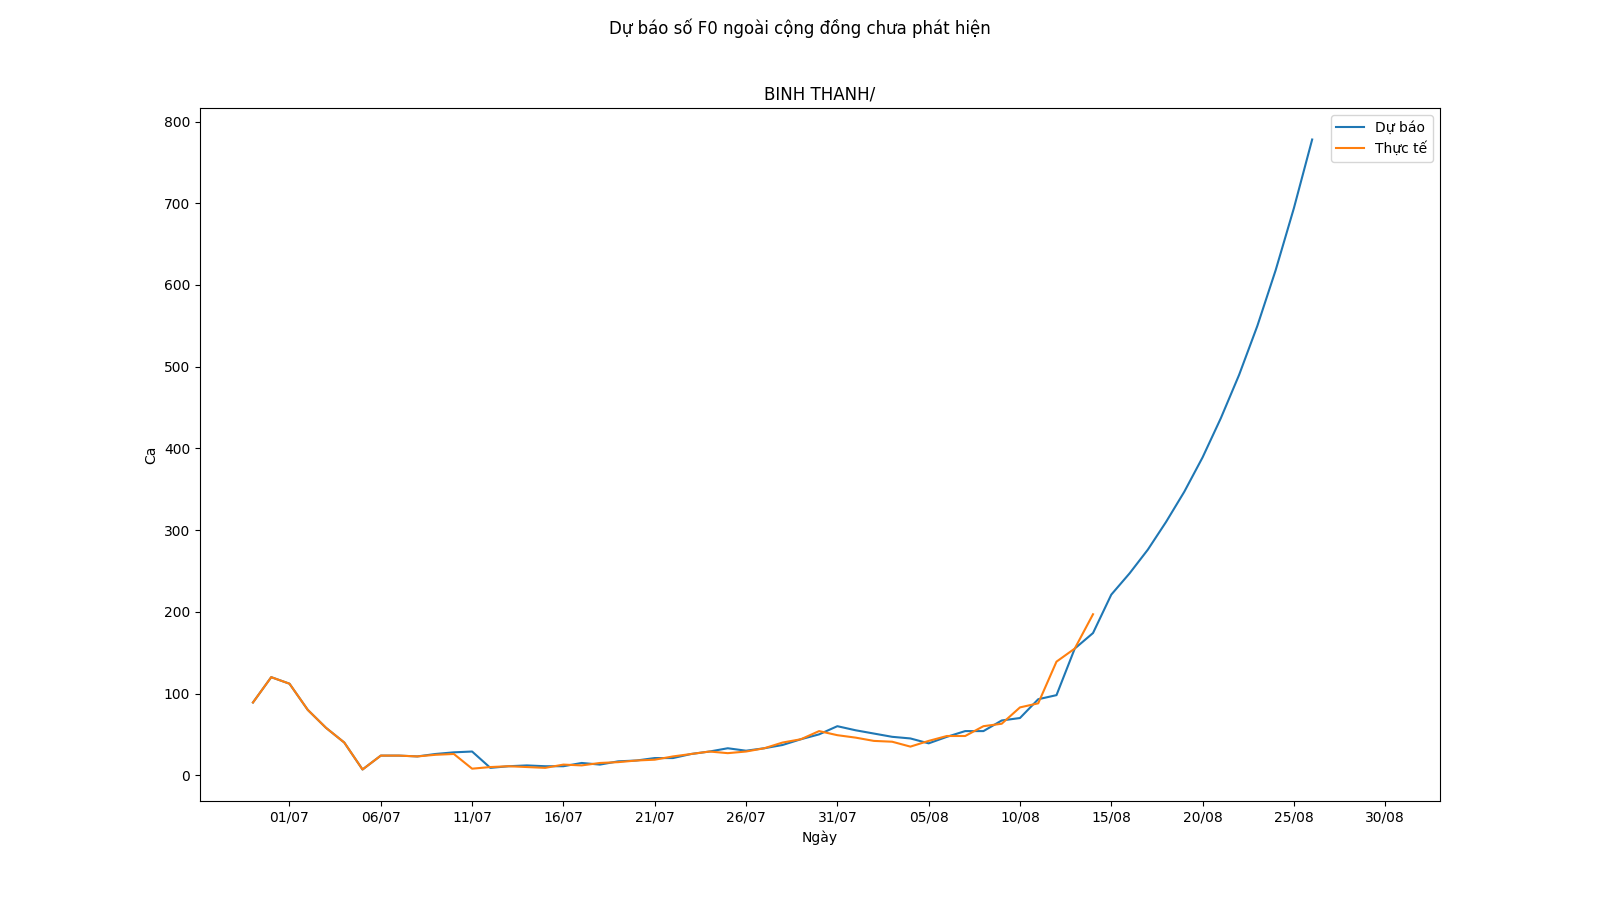 Dự báo số F0 ngoài cộng đồng chưa phát hiện
BINH THANH/
Dự báo
Thực tế
800
700
600
500
400
300
200
100
0
Ca
01/07 06/07 11/07 16/07 21/07 26/07 31/07 05/08 10/08 15/08 20/08 25/08 30/08
Ngày